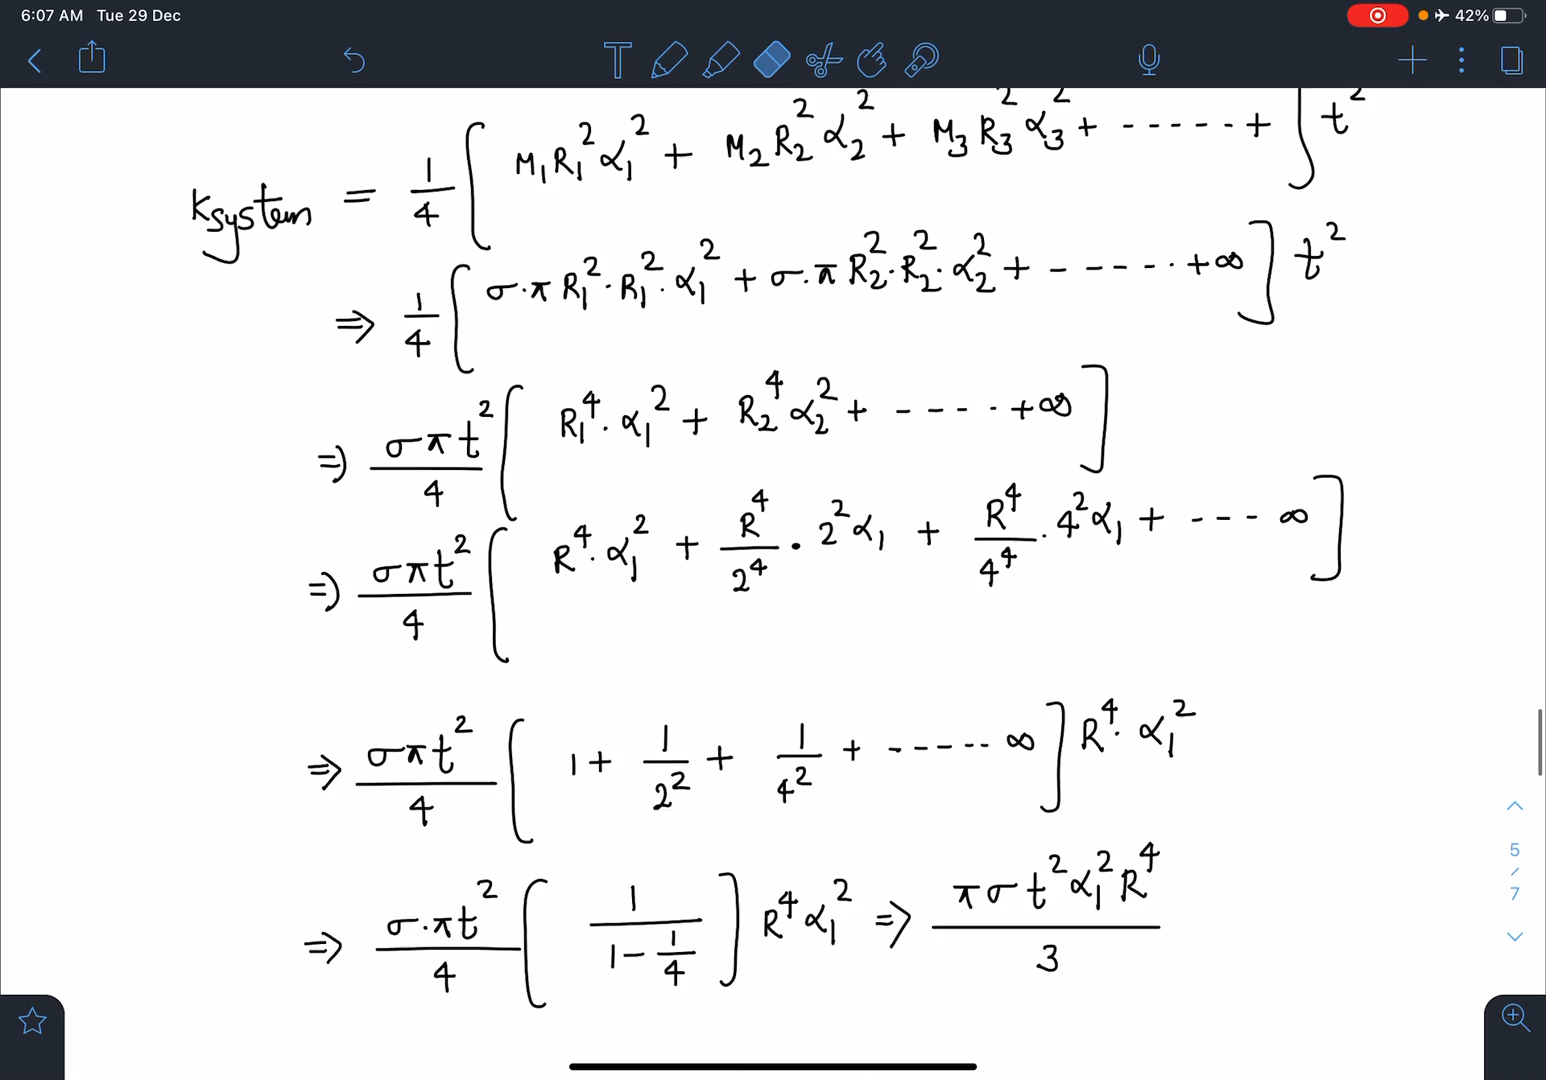 6:07 AM Tue 29 Dec
42%
K_system = 1/4 [ M₁R₁²α₁² + M₂R₂²α₂² + M₃R₃²α₃² + ------ + ] t²
⇒ 1/4 [ σ·π R₁²·R₁²·α₁² + σ·π R₂²·R₂²·α₂² + ------ + ∞ ] t²
⇒ σπt²/4 [ R₁⁴·α₁² + R₂⁴α₂² + ----- + ∞ ]
⇒ σπt²/4 [ R⁴·α₁² + R⁴/2⁴ · 2²α₁ + R⁴/4⁴ · 4²α₁ + --- ∞ ]
⇒ σπt²/4 [ 1 + 1/2² + 1/4² + ------ ∞ ] R⁴·α₁²
⇒ σ·πt²/4 [ 1/(1 - 1/4) ] R⁴α₁² ⇒ πσt²α₁²R⁴/3
5
/
7